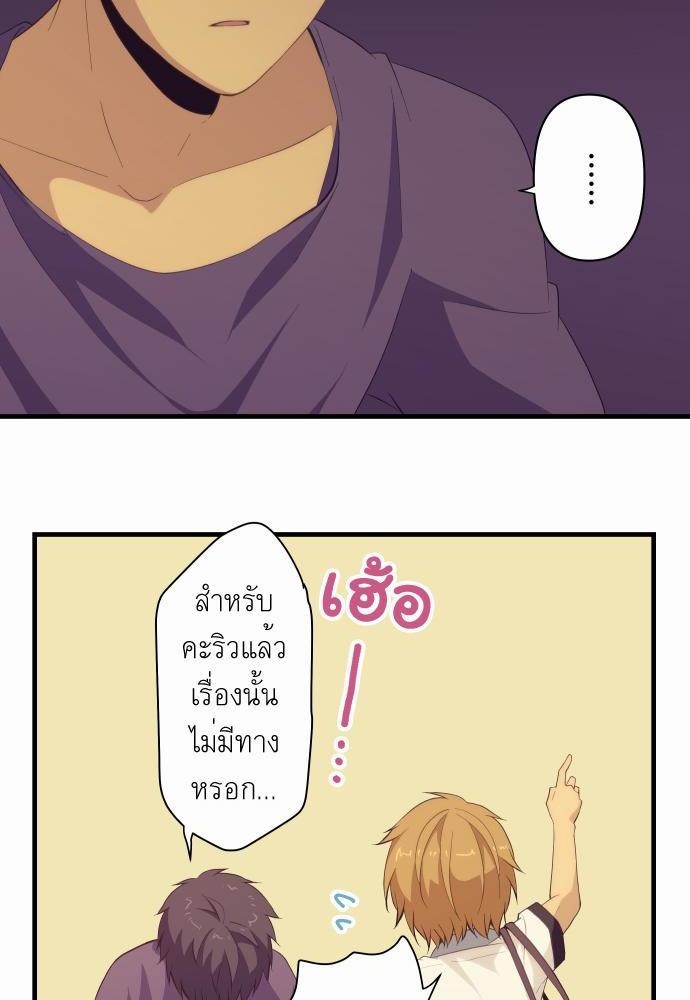 ......
สำหรับ
คะริวแล้ว
เรื่องนั้น
ไม่มีทาง
หรอก...
เฮ้อ
—...